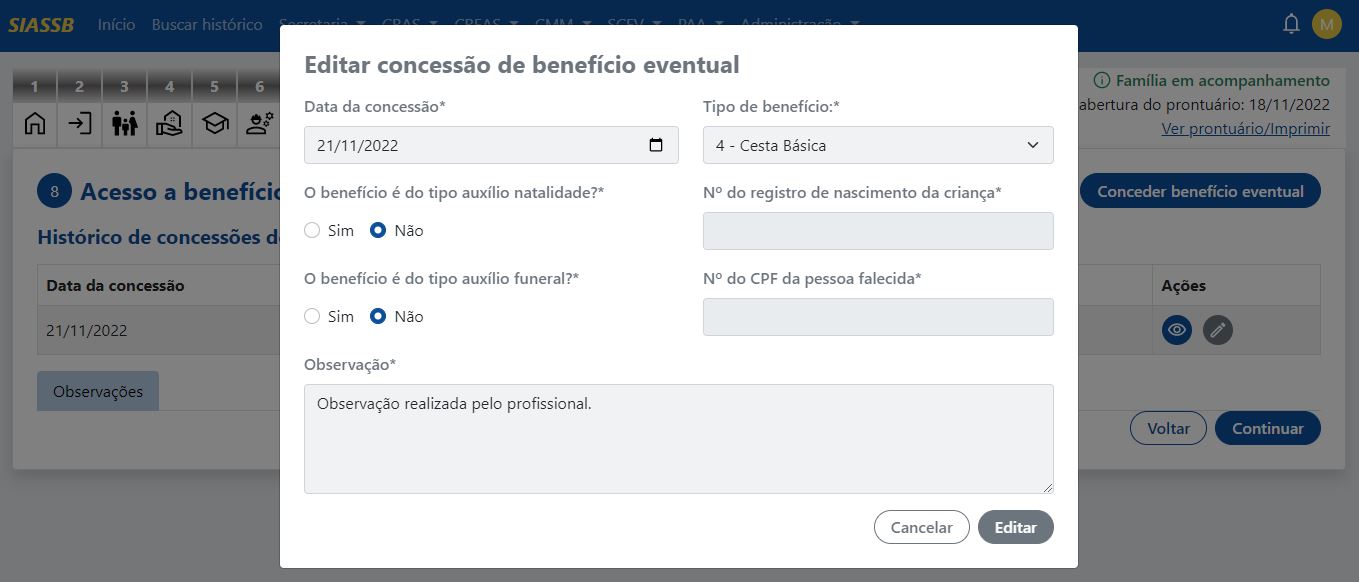 SIASSB Início Buscar histórico Secretaria CRAS CREAS CMM SCFV PAA Administração M
Editar concessão de benefício eventual
1 2 3 4 5 6
Família em acompanhamento
abertura do prontuário: 18/11/2022
Ver prontuário/Imprimir
Data da concessão* Tipo de benefício:*
21/11/2022 4 - Cesta Básica
8 Acesso a benefício
Conceder benefício eventual
O benefício é do tipo auxílio natalidade?* Nº do registro de nascimento da criança*
Sim Não
Histórico de concessões d
O benefício é do tipo auxílio funeral?* Nº do CPF da pessoa falecida*
Data da concessão Ações
Sim Não
21/11/2022
Observação*
Observações
Observação realizada pelo profissional.
Voltar Continuar
Cancelar Editar